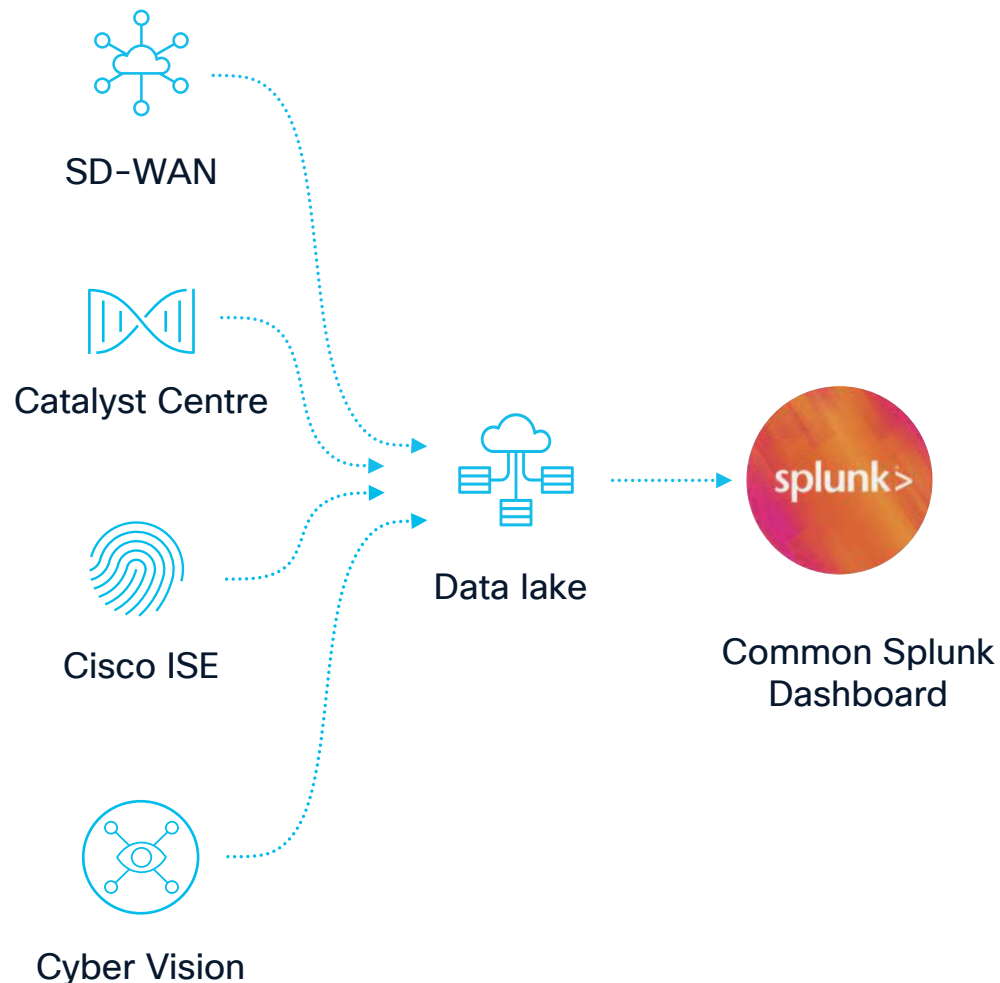 SD-WAN
Catalyst Centre
Cisco ISE
Cyber Vision
Data lake
splunk>
Common Splunk
Dashboard